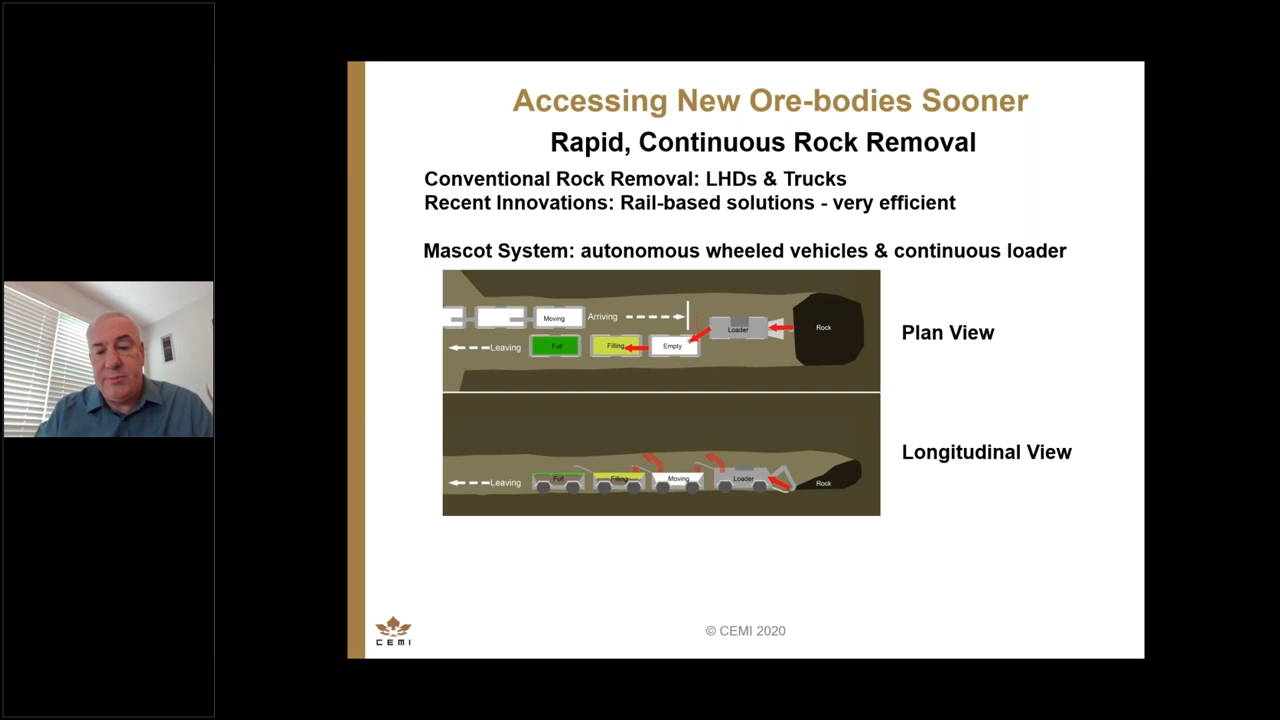 Accessing New Ore-bodies Sooner
Rapid, Continuous Rock Removal
Conventional Rock Removal: LHDs & Trucks
Recent Innovations: Rail-based solutions - very efficient
Mascot System: autonomous wheeled vehicles & continuous loader
Moving
Arriving
Loader
Rock
Leaving
Full
Filling
Empty
Plan View
Longitudinal View
Leaving
Full
Filling
Moving
Loader
Rock
CEMI
© CEMI 2020